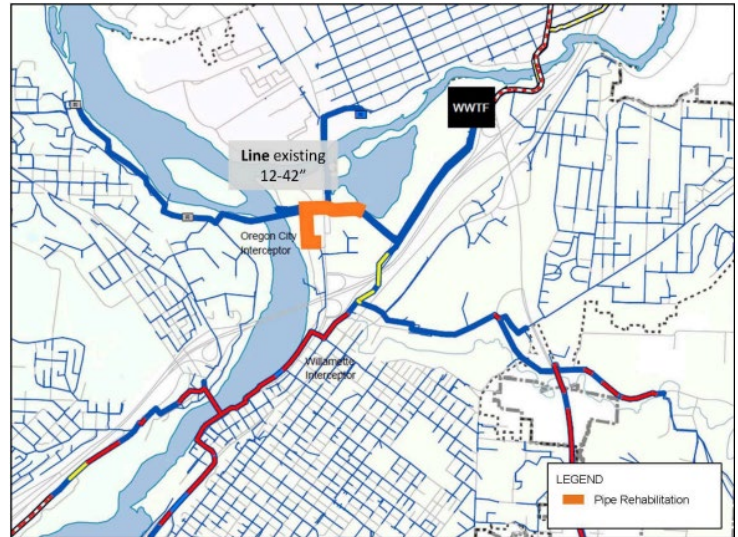 WWTF
Line existing
12-42"
Oregon City
Interceptor
Willamette
Interceptor
LEGEND
Pipe Rehabilitation